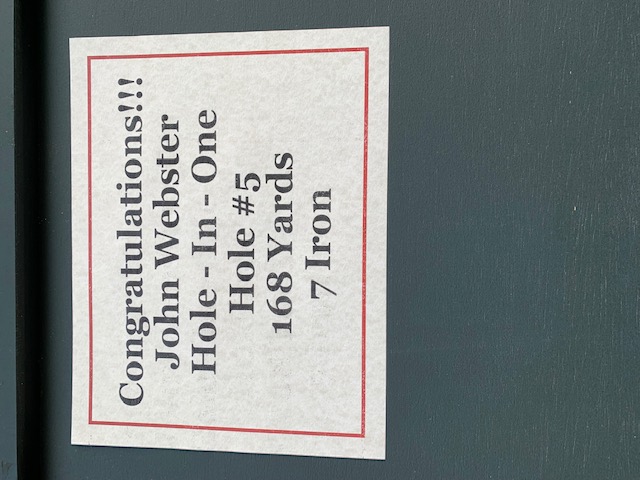 Congratulations!!!
John Webster
Hole - In - One
Hole #5
168 Yards
7 Iron